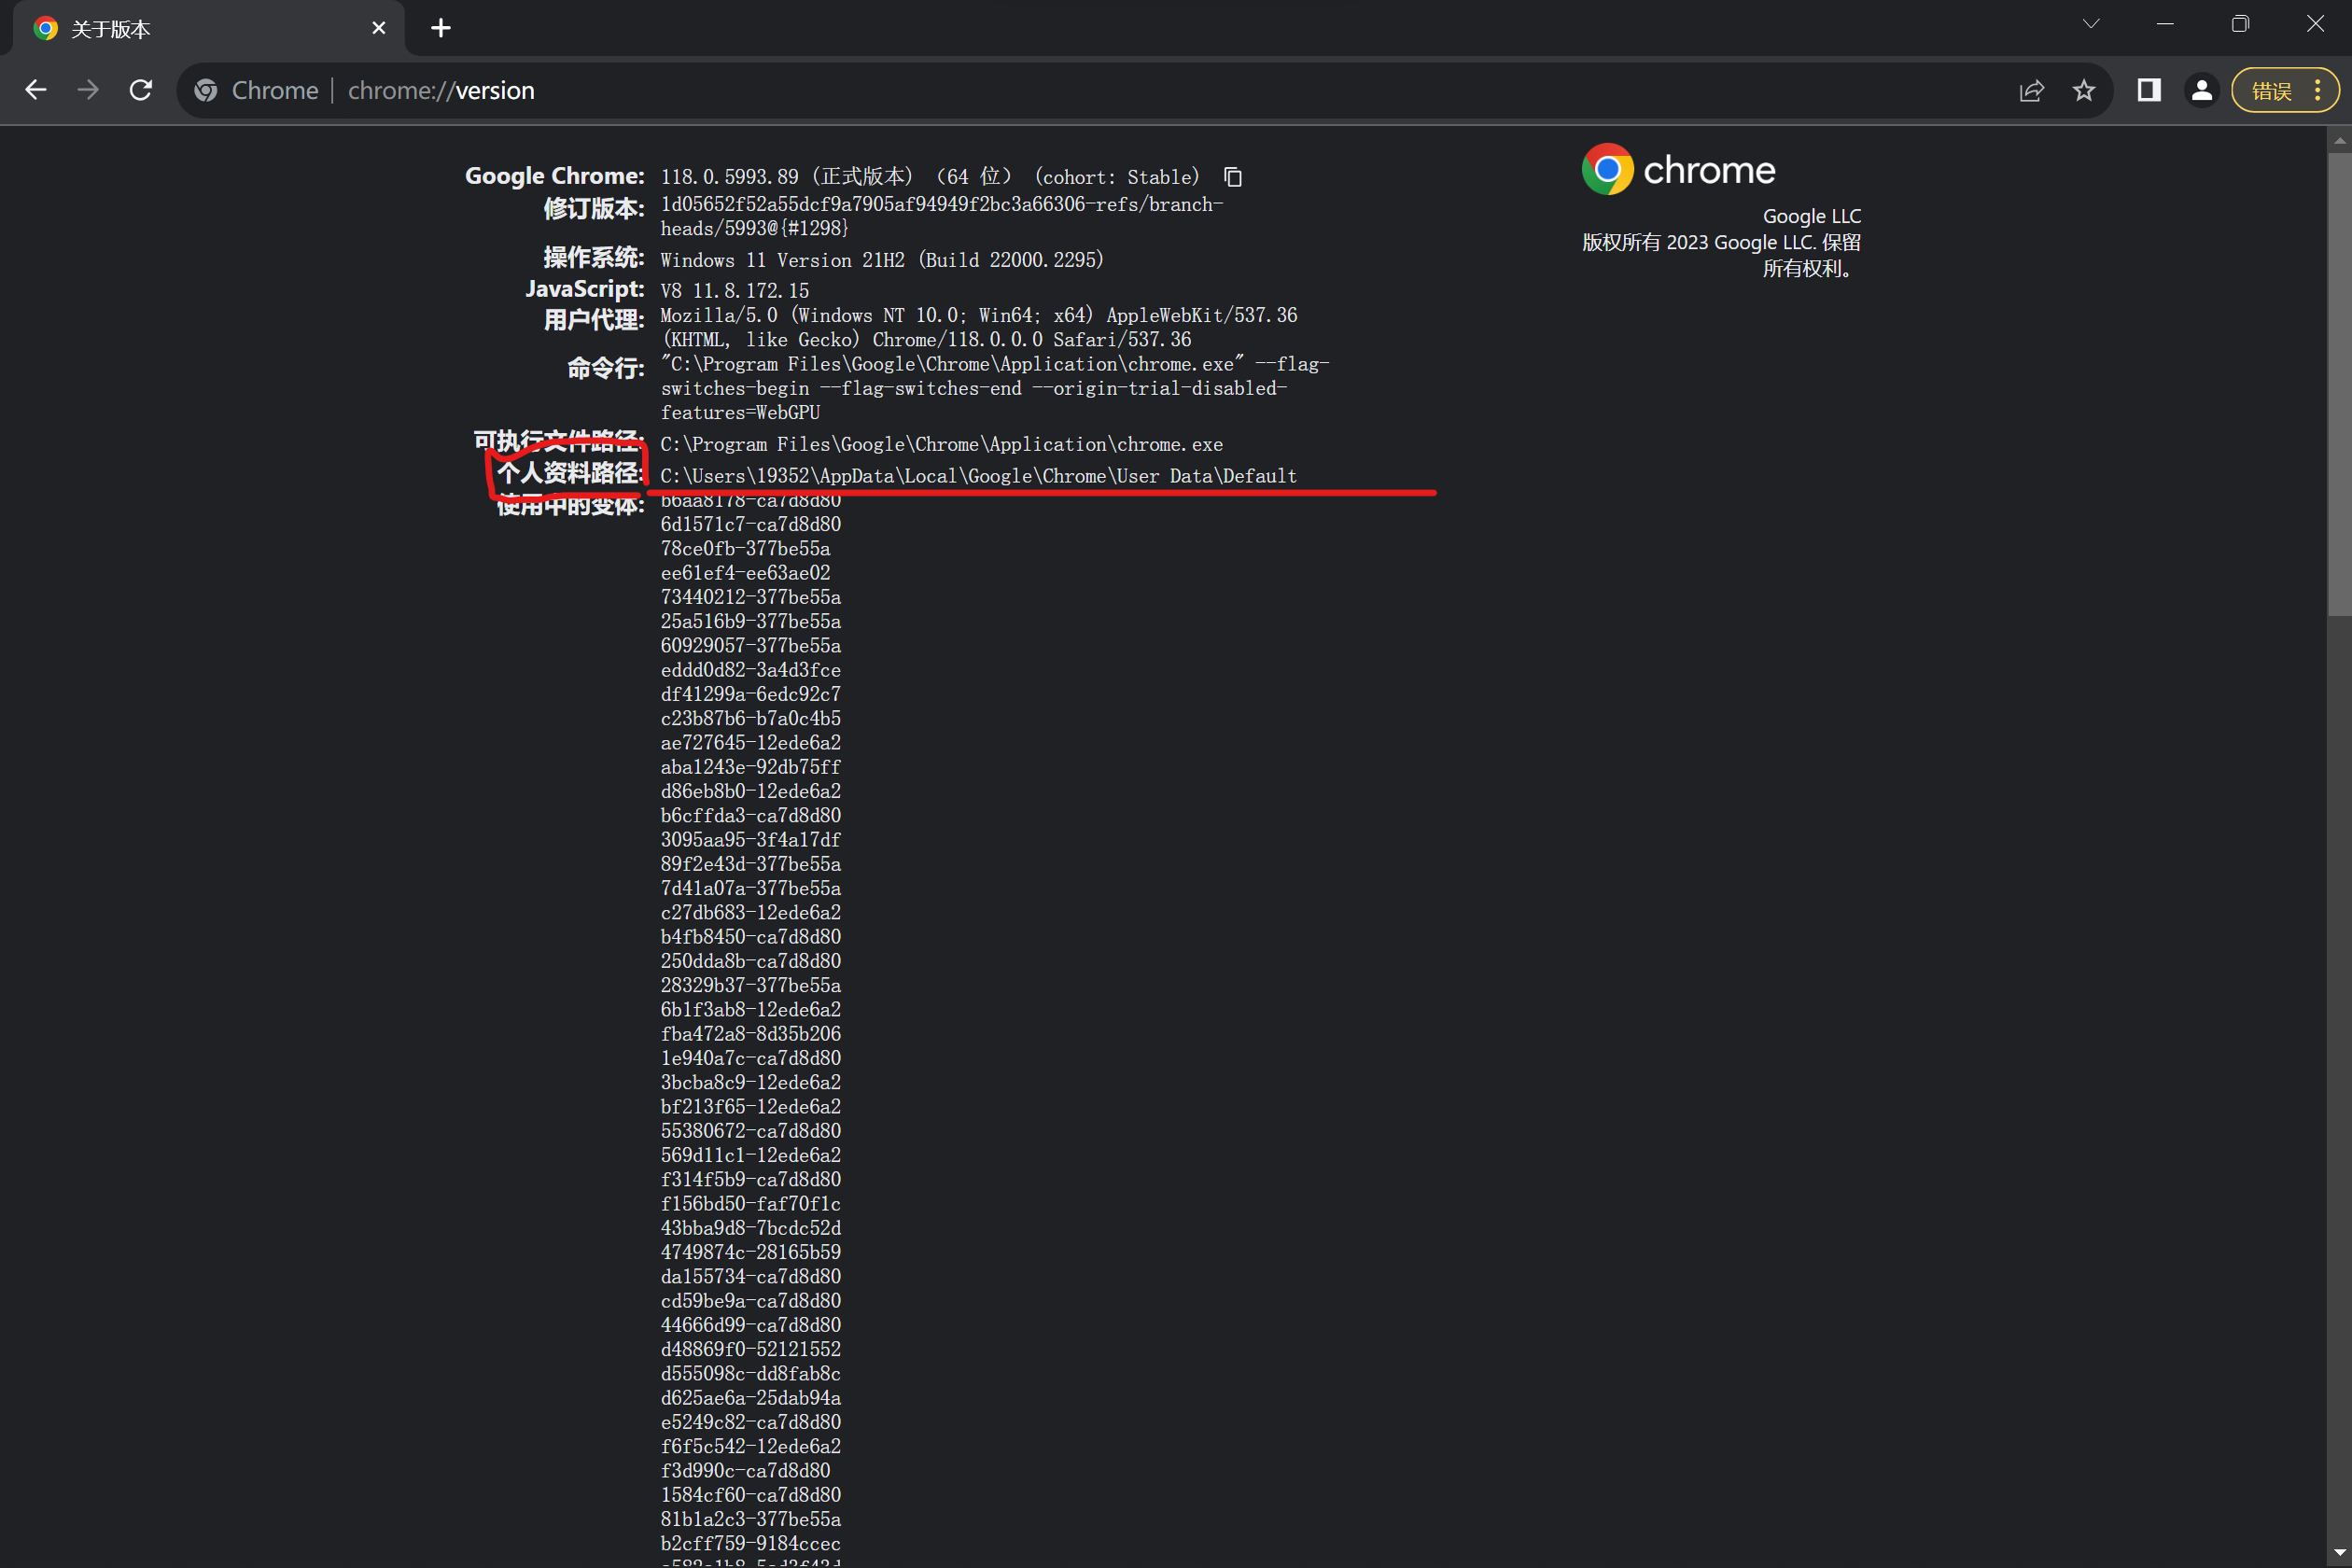 关于版本
Chrome | chrome://version
错误
Google Chrome: 118.0.5993.89 (正式版本) (64 位) (cohort: Stable)
修订版本: 1d05652f52a55dcf9a7905af94949f2bc3a66306-refs/branch-
heads/5993@{#1298}
操作系统: Windows 11 Version 21H2 (Build 22000.2295)
JavaScript: V8 11.8.172.15
用户代理: Mozilla/5.0 (Windows NT 10.0; Win64; x64) AppleWebKit/537.36
(KHTML, like Gecko) Chrome/118.0.0.0 Safari/537.36
命令行: "C:\Program Files\Google\Chrome\Application\chrome.exe" --flag-
switches-begin --flag-switches-end --origin-trial-disabled-
features=WebGPU
可执行文件路径: C:\Program Files\Google\Chrome\Application\chrome.exe
个人资料路径: C:\Users\19352\AppData\Local\Google\Chrome\User Data\Default
使用中的变体: b6aa8178-ca7d8d80
6d1571c7-ca7d8d80
78ce0fb-377be55a
ee61ef4-ee63ae02
73440212-377be55a
25a516b9-377be55a
60929057-377be55a
eddd0d82-3a4d3fce
df41299a-6edc92c7
c23b87b6-b7a0c4b5
ae727645-12ede6a2
aba1243e-92db75ff
d86eb8b0-12ede6a2
b6cffda3-ca7d8d80
3095aa95-3f4a17df
89f2e43d-377be55a
7d41a07a-377be55a
c27db683-12ede6a2
b4fb8450-ca7d8d80
250dda8b-ca7d8d80
28329b37-377be55a
6b1f3ab8-12ede6a2
fba472a8-8d35b206
1e940a7c-ca7d8d80
3bcba8c9-12ede6a2
bf213f65-12ede6a2
55380672-ca7d8d80
569d11c1-12ede6a2
f314f5b9-ca7d8d80
f156bd50-faf70f1c
43bba9d8-7bcdc52d
4749874c-28165b59
da155734-ca7d8d80
cd59be9a-ca7d8d80
44666d99-ca7d8d80
d48869f0-52121552
d555098c-dd8fab8c
d625ae6a-25dab94a
e5249c82-ca7d8d80
f6f5c542-12ede6a2
f3d990c-ca7d8d80
1584cf60-ca7d8d80
81b1a2c3-377be55a
b2cff759-9184ccec
chrome
Google LLC
版权所有 2023 Google LLC. 保留
所有权利。